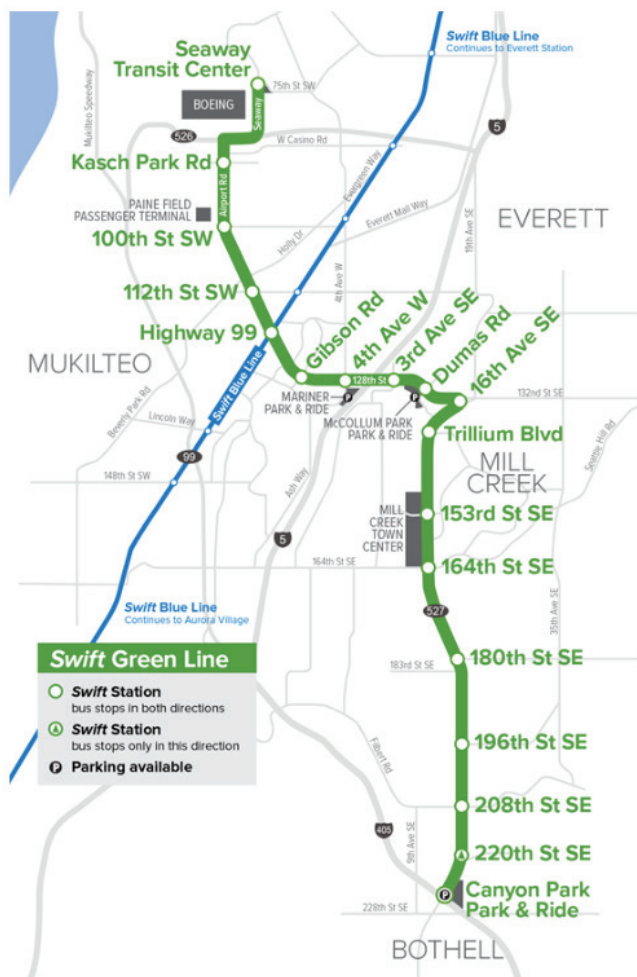 Swift Blue Line
Continues to Everett Station
Seaway
Transit Center
75th St SW
BOEING
Seaway
Mukilteo Speedway
526
W Casino Rd
5
Kasch Park Rd
Airport Rd
Evergreen Way
PAINE FIELD
PASSENGER TERMINAL
Everett Mall Way
19th Ave SE
EVERETT
100th St SW
Holly Dr
4th Ave W
112th St SW
Highway 99
Gibson Rd
4th Ave W
3rd Ave SE
Dumas Rd
16th Ave SE
MUKILTEO
128th St
132nd St SE
MARINER
PARK & RIDE
P
P
McCOLLUM PARK
PARK & RIDE
Swift Blue Line
Beverly Park Rd
Lincoln Way
Trillium Blvd
Seattle Hill Rd
99
148th St SW
Ash Way
MILL
CREEK
MILL
CREEK
TOWN
CENTER
153rd St SE
5
164th St SE
164th St SE
527
35th Ave SE
Swift Blue Line
Continues to Aurora Village
Swift Green Line
Swift Station
bus stops in both directions
Swift Station
bus stops only in this direction
P
Parking available
180th St SE
183rd St SE
196th St SE
Filbert Rd
208th St SE
405
9th Ave SE
220th St SE
P
Canyon Park
Park & Ride
228th St SE
BOTHELL